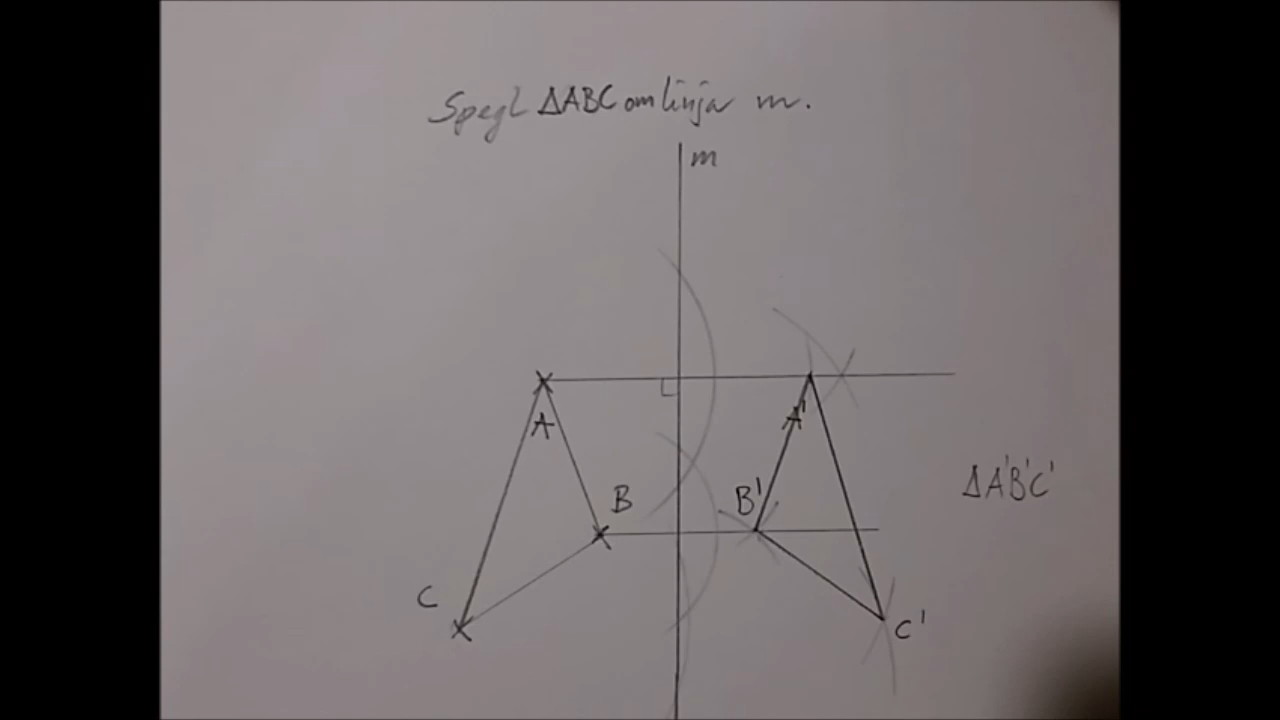 Spegl ΔABC om linja m.
m
A
A'
B
B'
ΔA'B'C'
C
C'